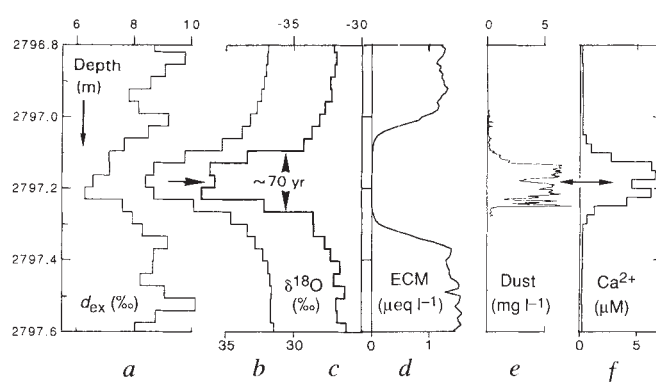 6 8 10 -35 -30 0 5 0 5
2796.8
Depth
(m)
2797.0
2797.2
~70 yr
2797.4
δ18O ECM Dust Ca2+
dex (‰) (‰) (µeq l–1) (mg l–1) (µM)
2797.6
35 30 0 1
a b c d e f